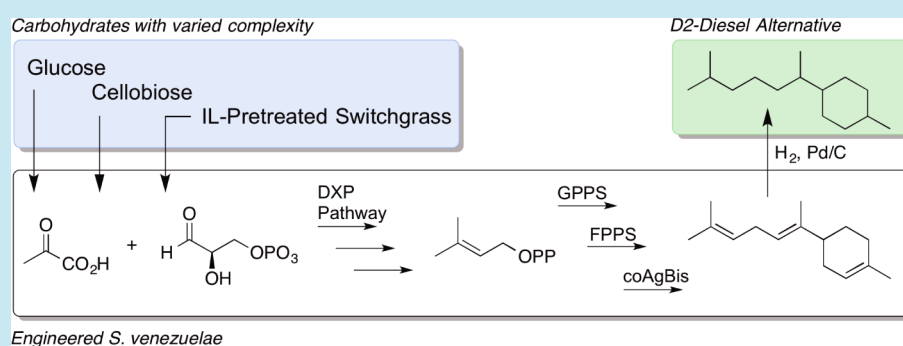 Carbohydrates with varied complexity
D2-Diesel Alternative
Glucose
Cellobiose
IL-Pretreated Switchgrass
H2, Pd/C
DXP
Pathway
GPPS
FPPS
coAgBis
O
CO2H
+
O
H
OH
OPO3
OPP
Engineered S. venezuelae